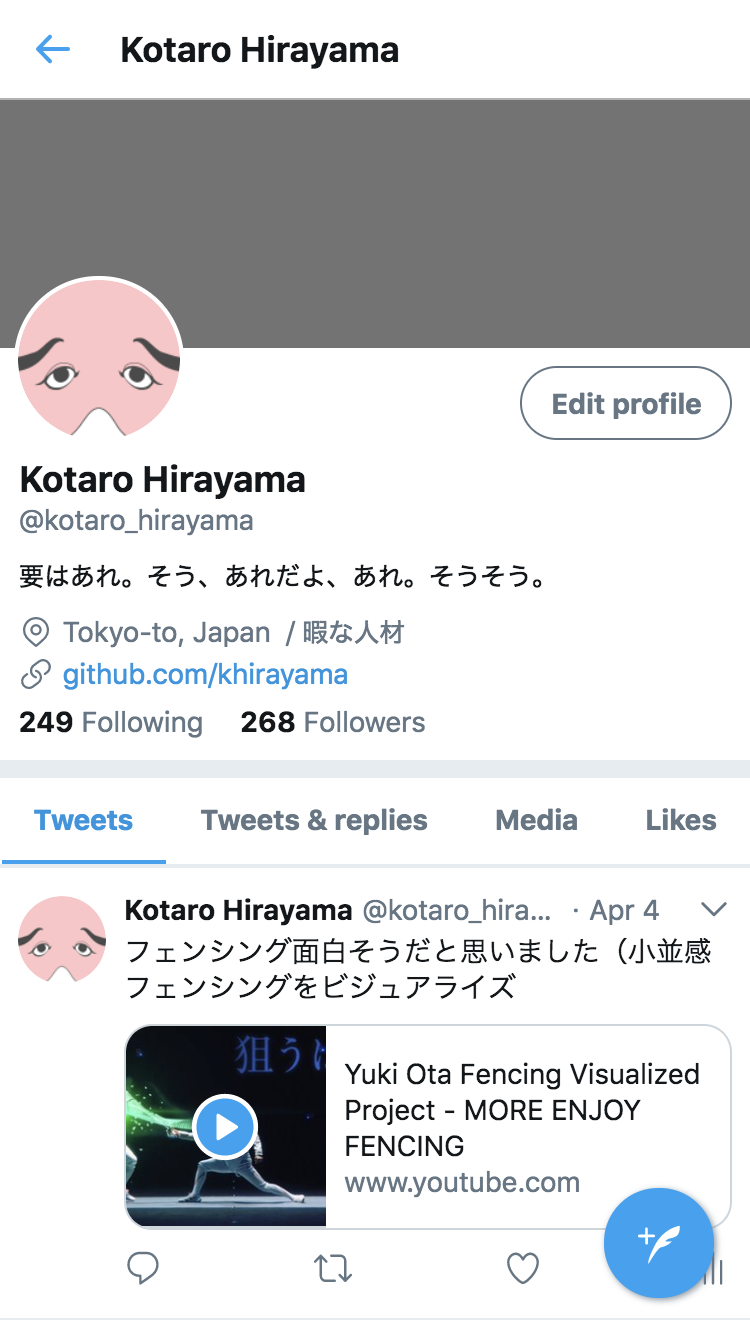 Kotaro Hirayama
Edit profile
Kotaro Hirayama
@kotaro_hirayama
要はあれ。そう、あれだよ、あれ。そうそう。
Tokyo-to, Japan / 暇な人材
github.com/khirayama
249 Following 268 Followers
Tweets Tweets & replies Media Likes
Kotaro Hirayama @kotaro_hira... · Apr 4
フェンシング面白そうだと思いました（小並感
フェンシングをビジュアライズ
狙うは
Yuki Ota Fencing Visualized
Project - MORE ENJOY
FENCING
www.youtube.com